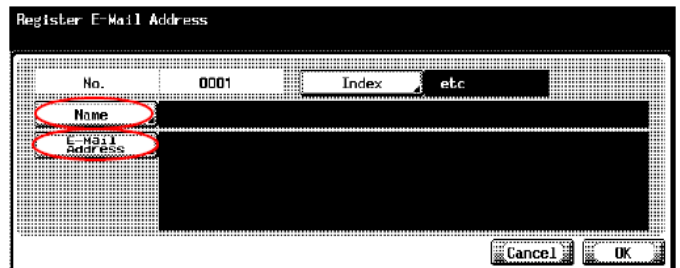 Register E-Mail Address
No. 0001 Index etc
Name
E-Mail
Address
Cancel OK